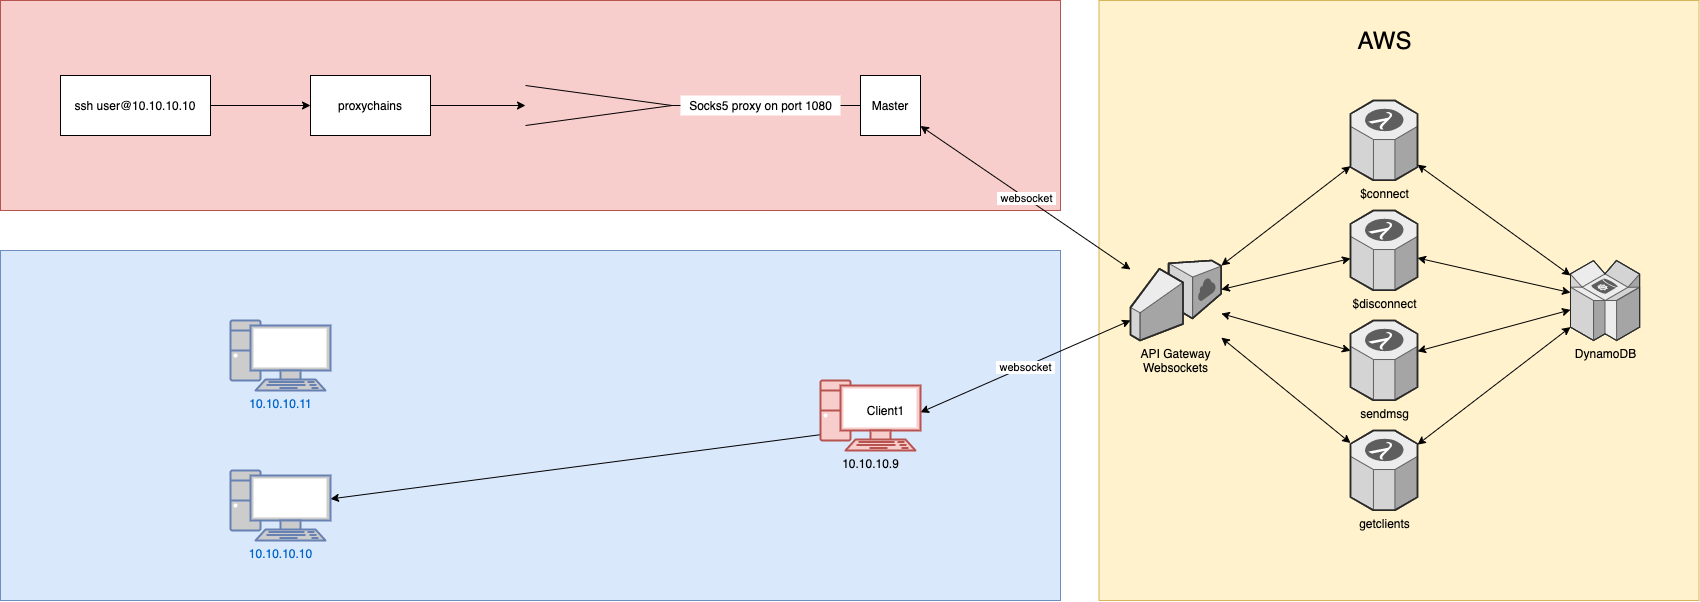 AWS
ssh user@10.10.10.10
proxychains
Socks5 proxy on port 1080
Master
websocket
$connect
$disconnect
API Gateway
Websockets
DynamoDB
websocket
10.10.10.11
Client1
10.10.10.9
sendmsg
getclients
10.10.10.10